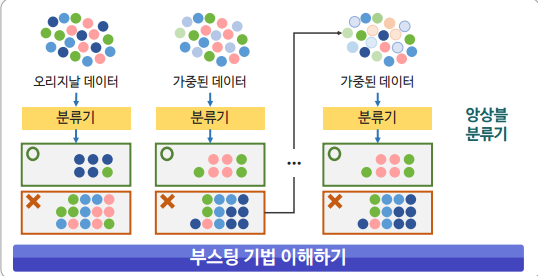 오리지날 데이터
가중된 데이터
가중된 데이터
분류기
분류기
분류기
앙상블
분류기
...
부스팅 기법 이해하기